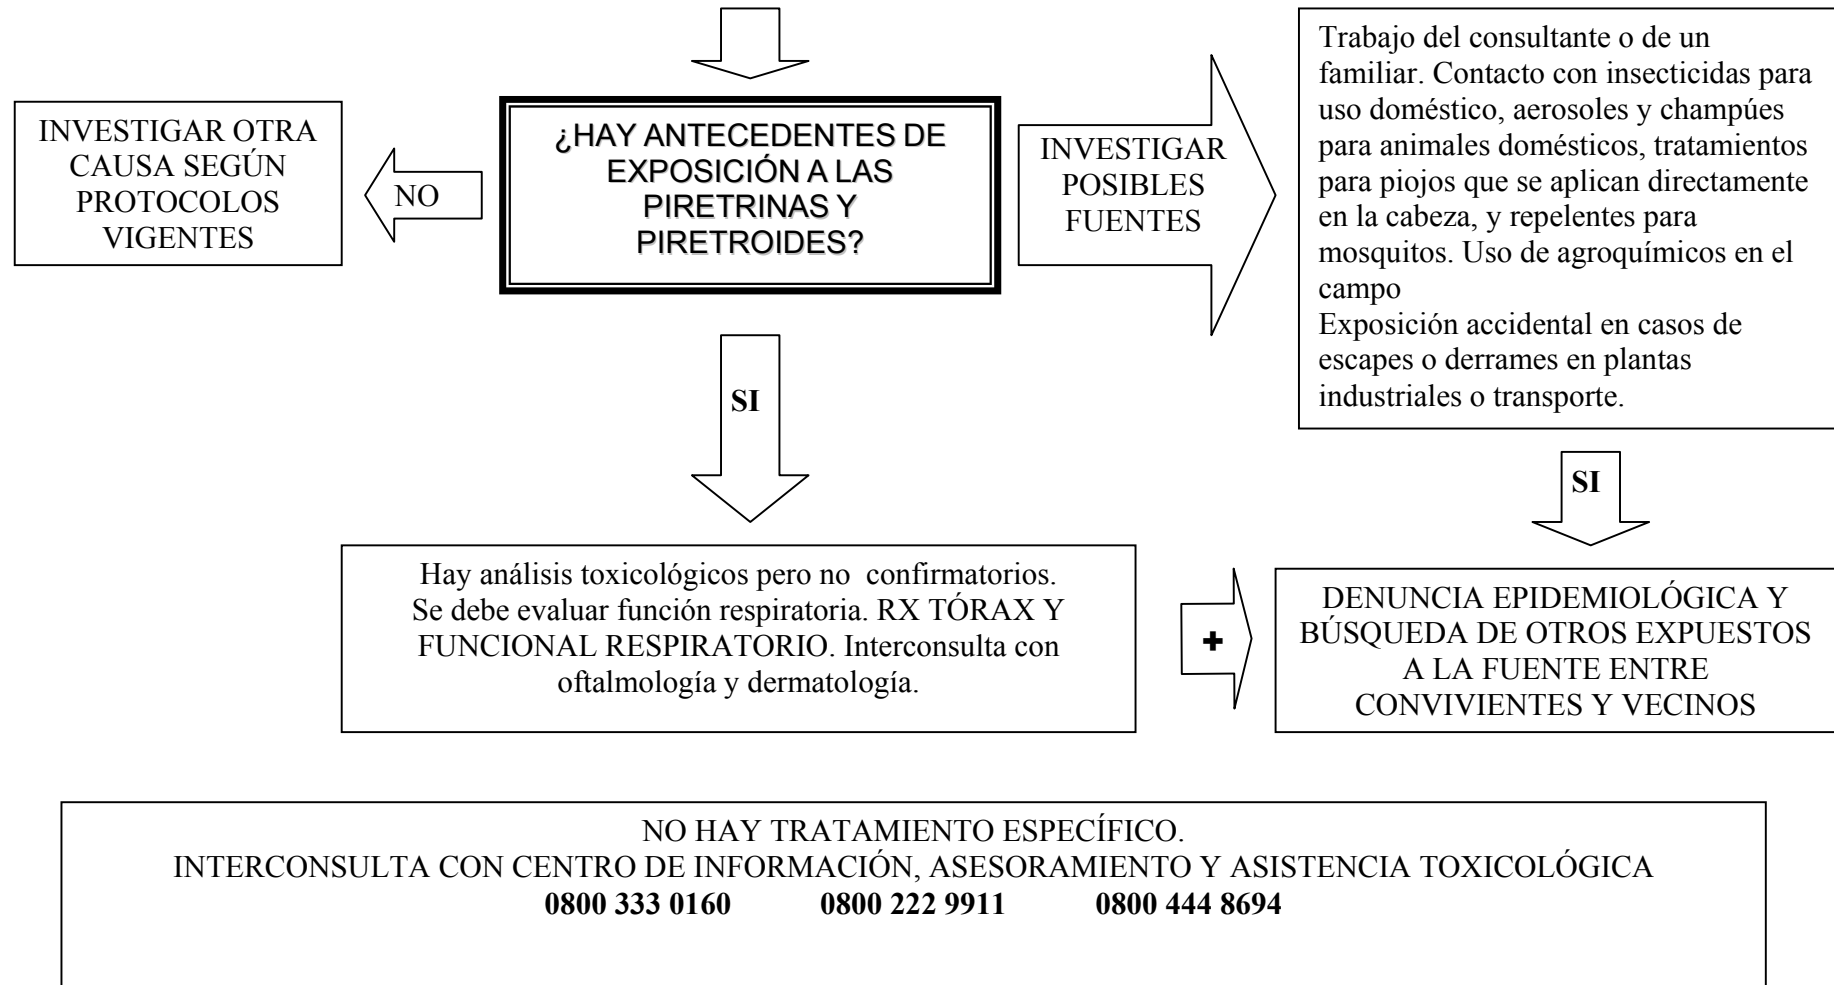 INVESTIGAR OTRA
CAUSA SEGÚN
PROTOCOLOS
VIGENTES
NO
¿HAY ANTECEDENTES DE
EXPOSICIÓN A LAS
PIRETRINAS Y
PIRETROIDES?
INVESTIGAR
POSIBLES
FUENTES
Trabajo del consultante o de un
familiar. Contacto con insecticidas para
uso doméstico, aerosoles y champúes
para animales domésticos, tratamientos
para piojos que se aplican directamente
en la cabeza, y repelentes para
mosquitos. Uso de agroquímicos en el
campo
Exposición accidental en casos de
escapes o derrames en plantas
industriales o transporte.
SI
SI
Hay análisis toxicológicos pero no  confirmatorios.
Se debe evaluar función respiratoria. RX TÓRAX Y
FUNCIONAL RESPIRATORIO. Interconsulta con
oftalmología y dermatología.
+
DENUNCIA EPIDEMIOLÓGICA Y
BÚSQUEDA DE OTROS EXPUESTOS
A LA FUENTE ENTRE
CONVIVIENTES Y VECINOS
NO HAY TRATAMIENTO ESPECÍFICO.
INTERCONSULTA CON CENTRO DE INFORMACIÓN, ASESORAMIENTO Y ASISTENCIA TOXICOLÓGICA
0800 333 0160 0800 222 9911 0800 444 8694